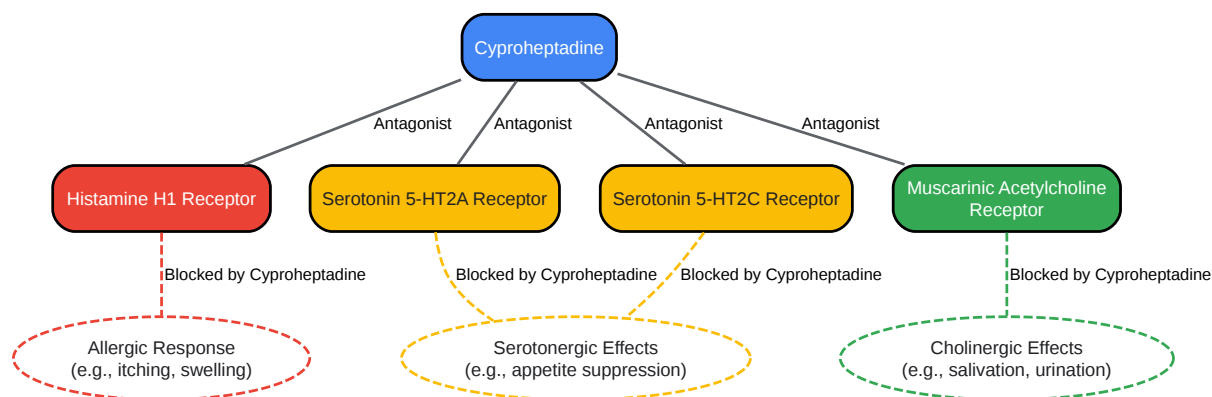 Cyproheptadine
Antagonist
Antagonist
Antagonist
Antagonist
Histamine H1 Receptor
Serotonin 5-HT2A Receptor
Serotonin 5-HT2C Receptor
Muscarinic Acetylcholine
Receptor
Blocked by Cyproheptadine
Blocked by Cyproheptadine
Blocked by Cyproheptadine
Blocked by Cyproheptadine
Allergic Response
(e.g., itching, swelling)
Serotonergic Effects
(e.g., appetite suppression)
Cholinergic Effects
(e.g., salivation, urination)